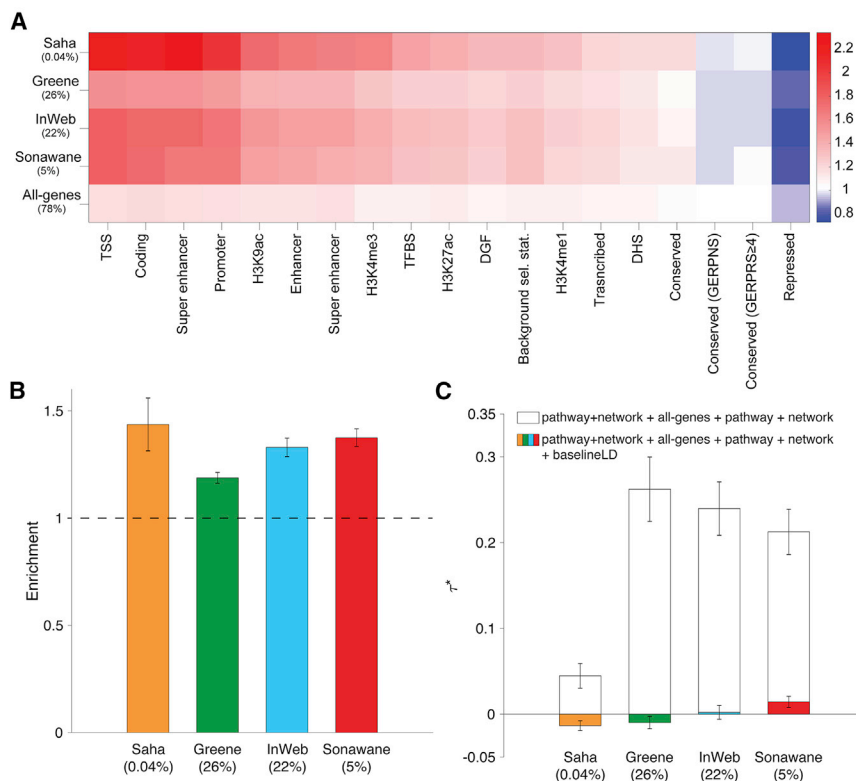 A
Saha
(0.04%)
Greene
(26%)
InWeb
(22%)
Sonawane
(5%)
All-genes
(78%)
2.2
2
1.8
1.6
1.4
1.2
1
0.8
TSS
Coding
Super enhancer
Promoter
H3K9ac
Enhancer
Super enhancer
H3K4me3
TFBS
H3K27ac
DGF
Background sel. stat.
H3K4me1
Trasncribed
DHS
Conserved
Conserved (GERPNS)
Conserved (GERPRS≥4)
Repressed
B
Enrichment
1.5
1
0.5
0
Saha
(0.04%)
Greene
(26%)
InWeb
(22%)
Sonawane
(5%)
C
τ*
0.35
0.3
0.2
0.1
0
-0.05
pathway+network + all-genes + pathway + network
pathway+network + all-genes + pathway + network
+ baselineLD
Saha
(0.04%)
Greene
(26%)
InWeb
(22%)
Sonawane
(5%)